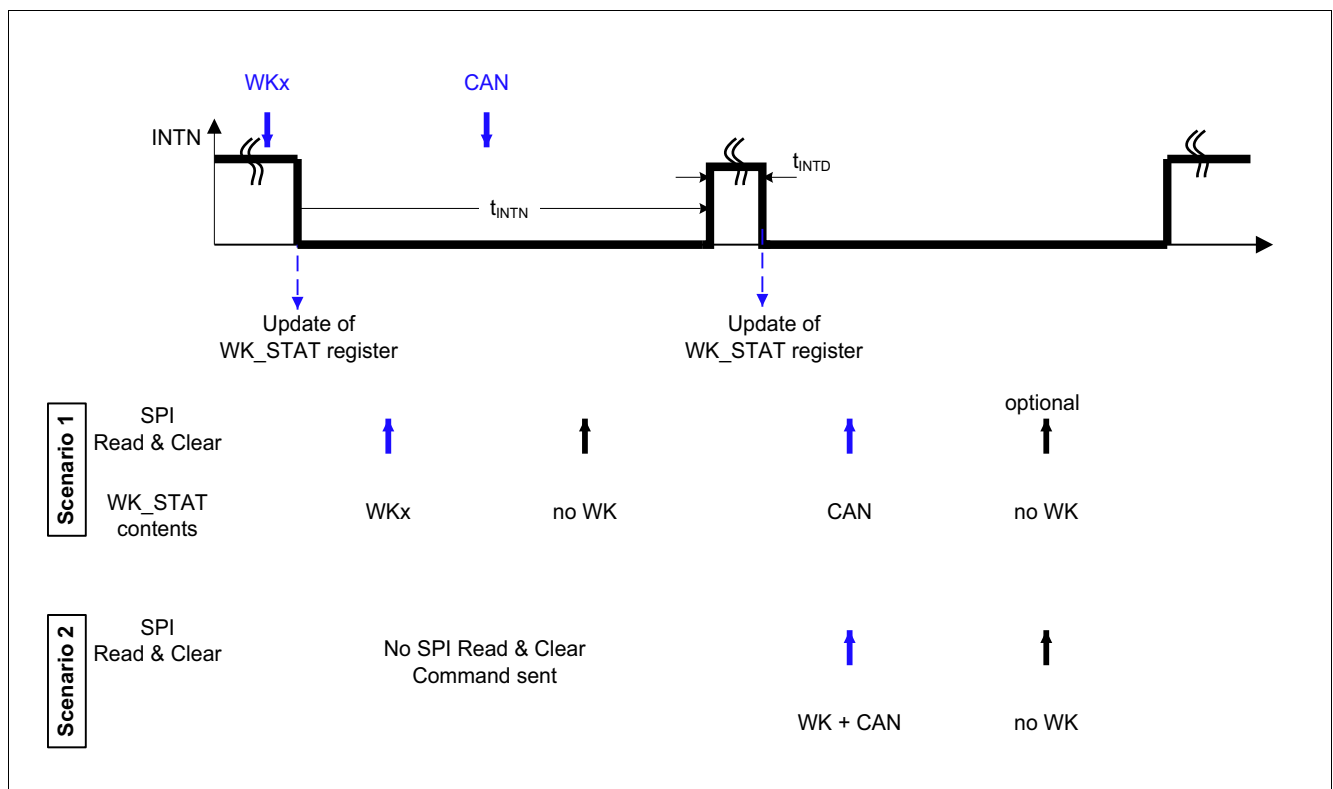 WKx
CAN
INTN
tINTD
tINTN
Update of
WK_STAT register
Update of
WK_STAT register
Scenario 1
SPI
Read & Clear
optional
WK_STAT
contents
WKx
no WK
CAN
no WK
Scenario 2
SPI
Read & Clear
No SPI Read & Clear
Command sent
WK + CAN
no WK